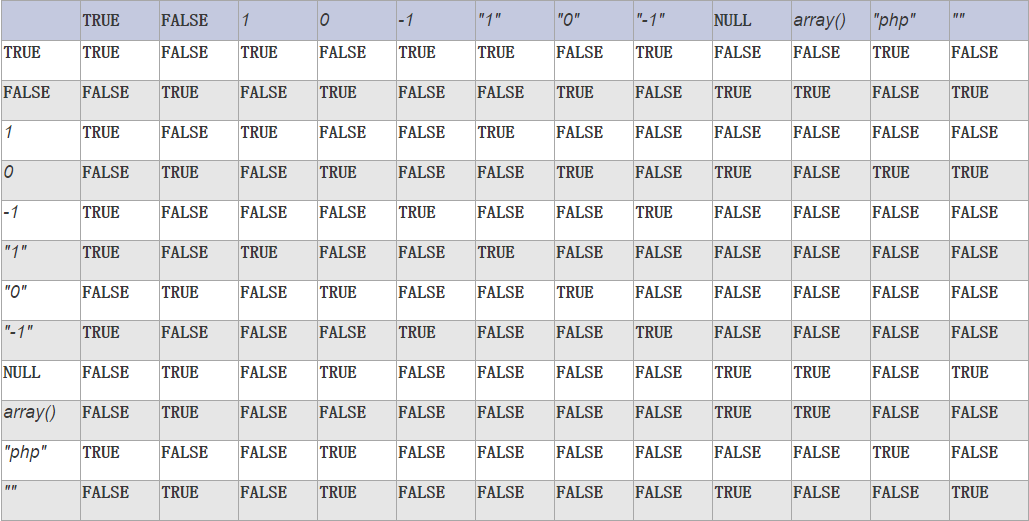 TRUE FALSE 1 0 -1 "1" "0" "-1" NULL array() "php" ""
TRUE TRUE FALSE TRUE FALSE TRUE TRUE FALSE TRUE FALSE FALSE TRUE FALSE
FALSE FALSE TRUE FALSE TRUE FALSE FALSE TRUE FALSE TRUE TRUE FALSE TRUE
1 TRUE FALSE TRUE FALSE FALSE TRUE FALSE FALSE FALSE FALSE FALSE FALSE
0 FALSE TRUE FALSE TRUE FALSE FALSE TRUE FALSE TRUE FALSE TRUE TRUE
-1 TRUE FALSE FALSE FALSE TRUE FALSE FALSE TRUE FALSE FALSE FALSE FALSE
"1" TRUE FALSE TRUE FALSE FALSE TRUE FALSE FALSE FALSE FALSE FALSE FALSE
"0" FALSE TRUE FALSE TRUE FALSE FALSE TRUE FALSE FALSE FALSE FALSE FALSE
"-1" TRUE FALSE FALSE FALSE TRUE FALSE FALSE TRUE FALSE FALSE FALSE FALSE
NULL FALSE TRUE FALSE TRUE FALSE FALSE FALSE FALSE TRUE TRUE FALSE TRUE
array() FALSE TRUE FALSE FALSE FALSE FALSE FALSE FALSE TRUE TRUE FALSE FALSE
"php" TRUE FALSE FALSE TRUE FALSE FALSE FALSE FALSE FALSE FALSE TRUE FALSE
"" FALSE TRUE FALSE TRUE FALSE FALSE FALSE FALSE TRUE FALSE FALSE TRUE